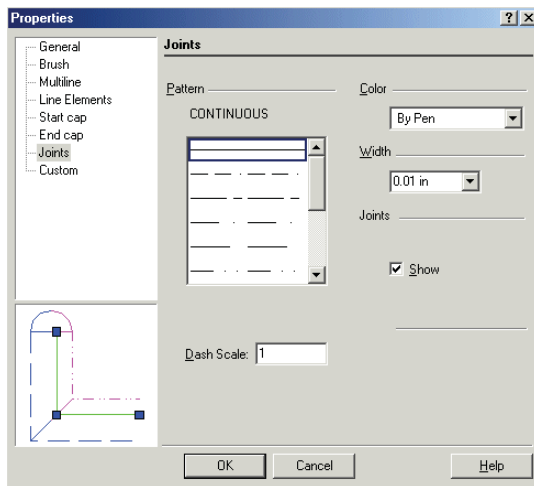 Properties
General
Brush
Multiline
Line Elements
Start cap
End cap
Joints
Custom
Joints
Pattern
CONTINUOUS
Dash Scale: 1
Color
By Pen
Width
0.01 in
Joints
Show
OK
Cancel
Help